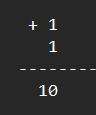 + 1
1
--------
10